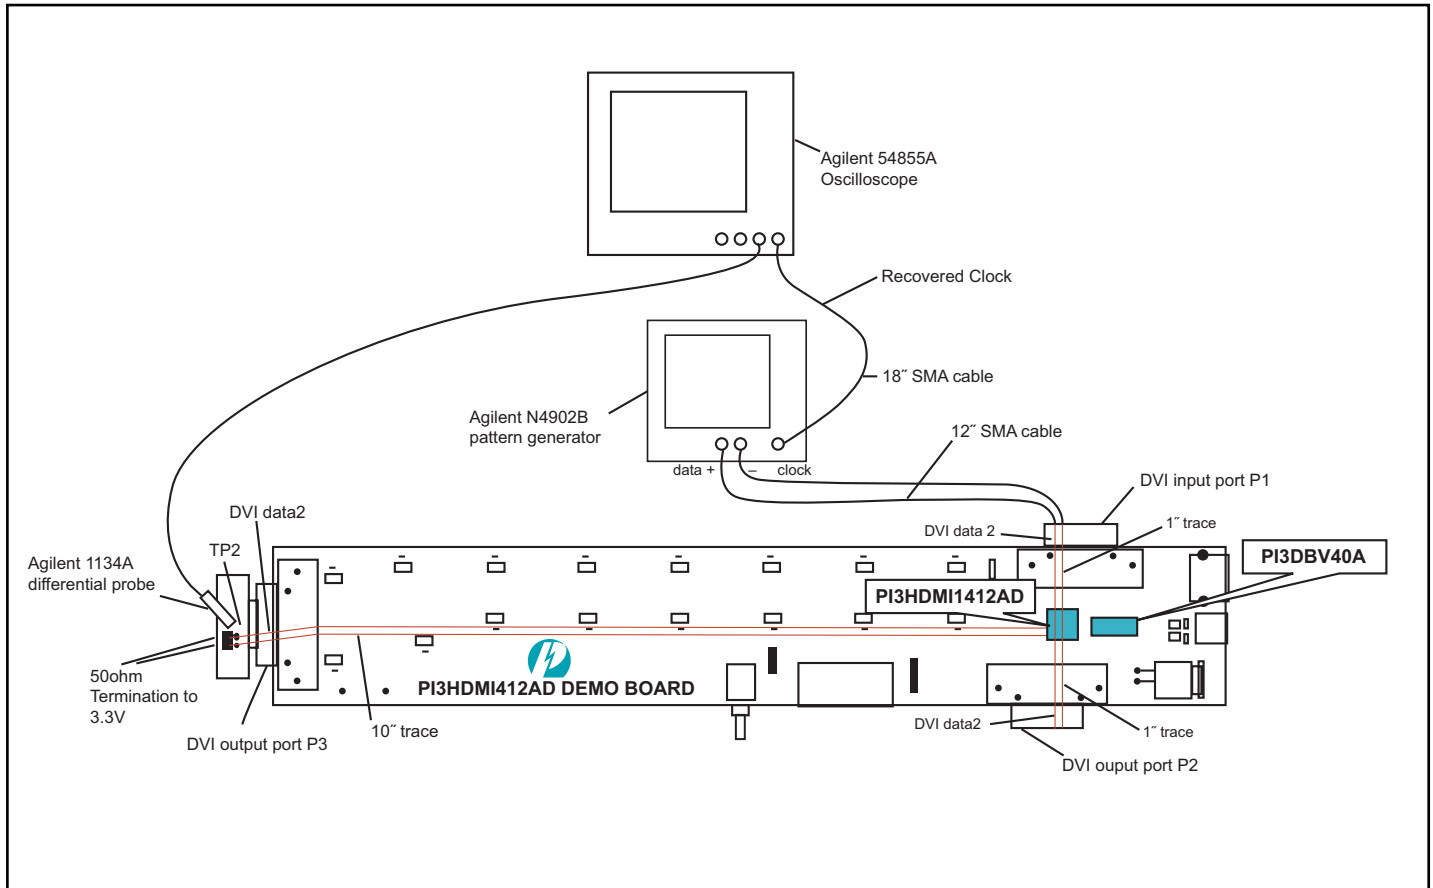 Agilent 54855A
Oscilloscope
Recovered Clock
18˝ SMA cable
Agilent N4902B
pattern generator
12˝ SMA cable
data +
–
clock
DVI input port P1
DVI data2
DVI data 2
1˝ trace
TP2
Agilent 1134A
differential probe
PI3DBV40A
PI3HDMI1412AD
50ohm
Termination to
3.3V
PI3HDMI412AD DEMO BOARD
DVI data2
10˝ trace
1˝ trace
DVI output port P3
DVI ouput port P2